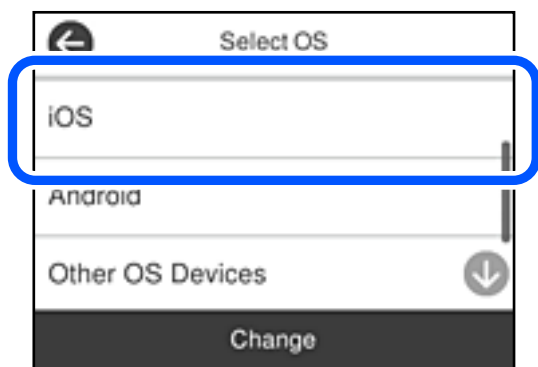 Select OS
iOS
Android
Other OS Devices
Change